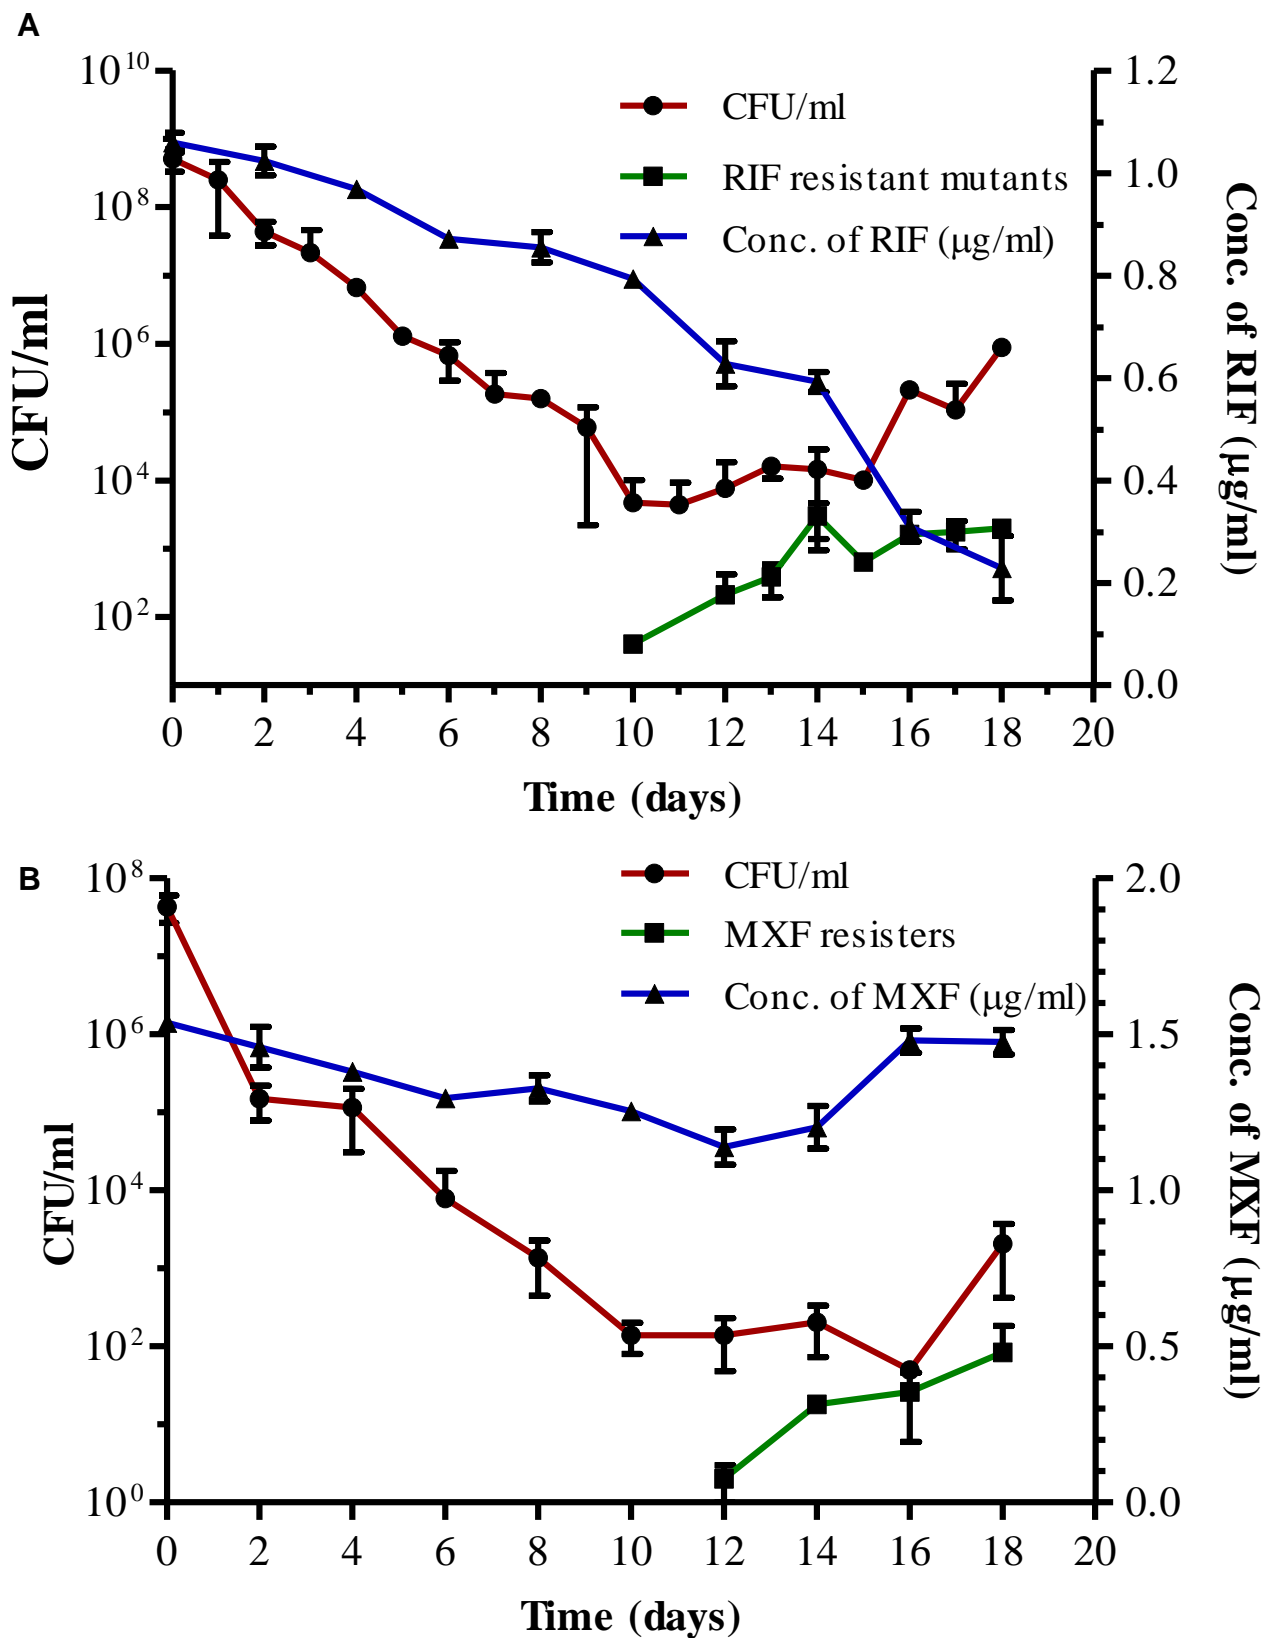 A
10^10
10^8
10^6
10^4
10^2
CFU/ml
CFU/ml
RIF resistant mutants
Conc. of RIF (µg/ml)
1.2
1.0
0.8
0.6
0.4
0.2
0.0
Conc. of RIF (µg/ml)
0 2 4 6 8 10 12 14 16 18 20
Time (days)
B
10^8
10^6
10^4
10^2
10^0
CFU/ml
CFU/ml
MXF resisters
Conc. of MXF (µg/ml)
2.0
1.5
1.0
0.5
0.0
Conc. of MXF (µg/ml)
0 2 4 6 8 10 12 14 16 18 20
Time (days)